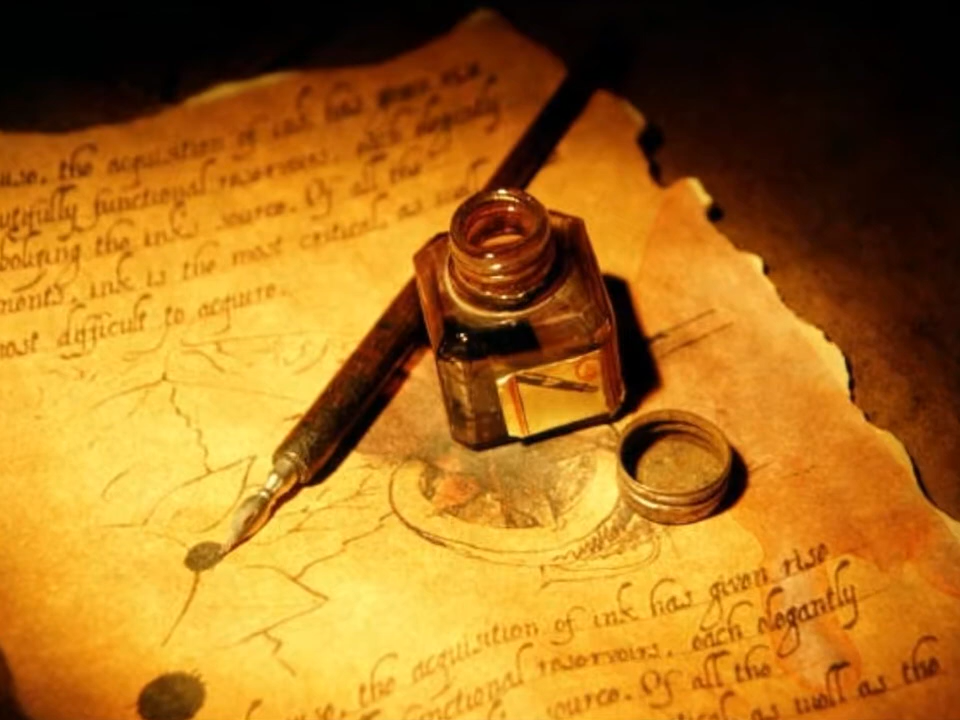 the acquisition of ink has given rise,
functional reservoirs, each elegantly
the ink's source. Of all the
ink is the most critical, as well
most difficult to acquire.
the acquisition of ink has given rise
functional reservoirs, each elegantly
source. Of all the
as well as the